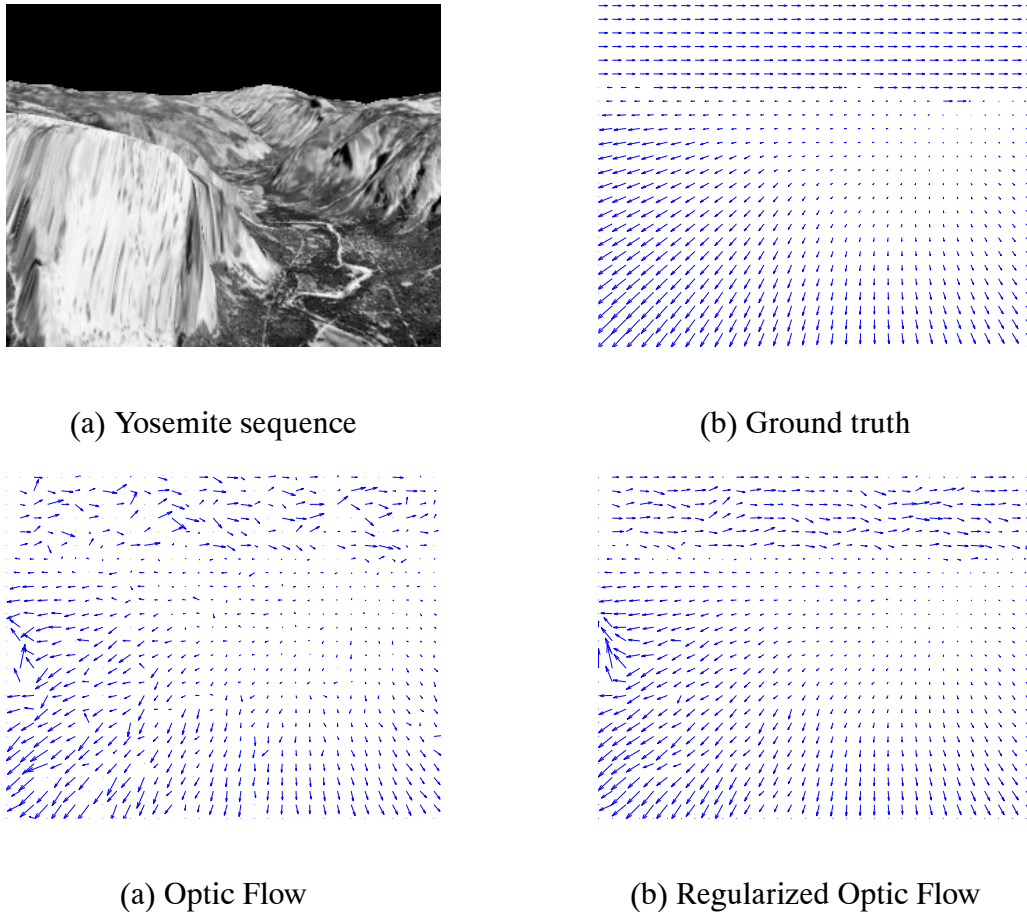 (a) Yosemite sequence
(b) Ground truth
(a) Optic Flow
(b) Regularized Optic Flow